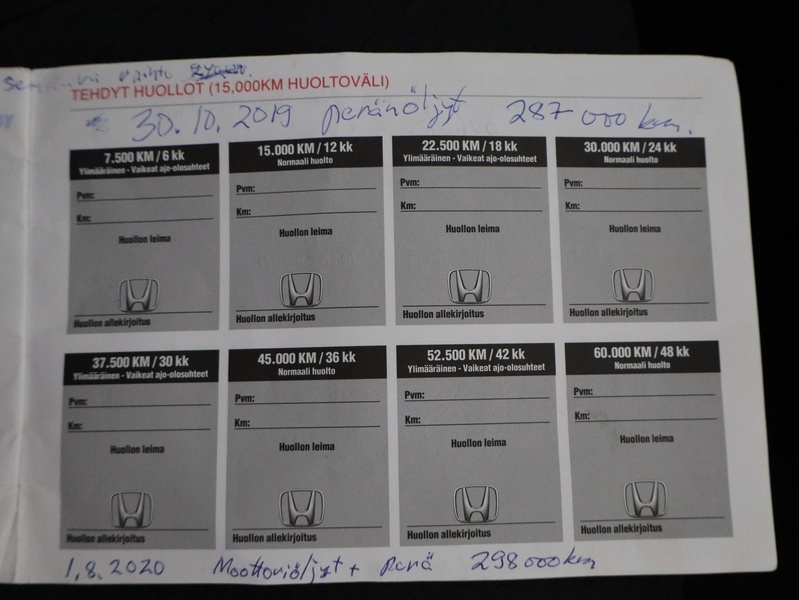 TEHDYT HUOLLOT (15,000KM HUOLTOVÄLI)
30.10.2019 peränöljyt 287 000 km.
7.500 KM / 6 kk
Ylimääräinen - Vaikeat ajo-olosuhteet
Pvm:
Km:
Huollon leima
Huollon allekirjoitus
15.000 KM / 12 kk
Normaali huolto
Pvm:
Km:
Huollon leima
Huollon allekirjoitus
22.500 KM / 18 kk
Ylimääräinen - Vaikeat ajo-olosuhteet
Pvm:
Km:
Huollon leima
Huollon allekirjoitus
30.000 KM / 24 kk
Normaali huolto
Pvm:
Km:
Huollon leima
Huollon allekirjoitus
37.500 KM / 30 kk
Ylimääräinen - Vaikeat ajo-olosuhteet
Pvm:
Km:
Huollon leima
Huollon allekirjoitus
45.000 KM / 36 kk
Normaali huolto
Pvm:
Km:
Huollon leima
Huollon allekirjoitus
52.500 KM / 42 kk
Ylimääräinen - Vaikeat ajo-olosuhteet
Pvm:
Km:
Huollon leima
Huollon allekirjoitus
60.000 KM / 48 kk
Normaali huolto
Pvm:
Km:
Huollon leima
Huollon allekirjoitus
1.8.2020 Moottoriöljyt + perä 298 000 km